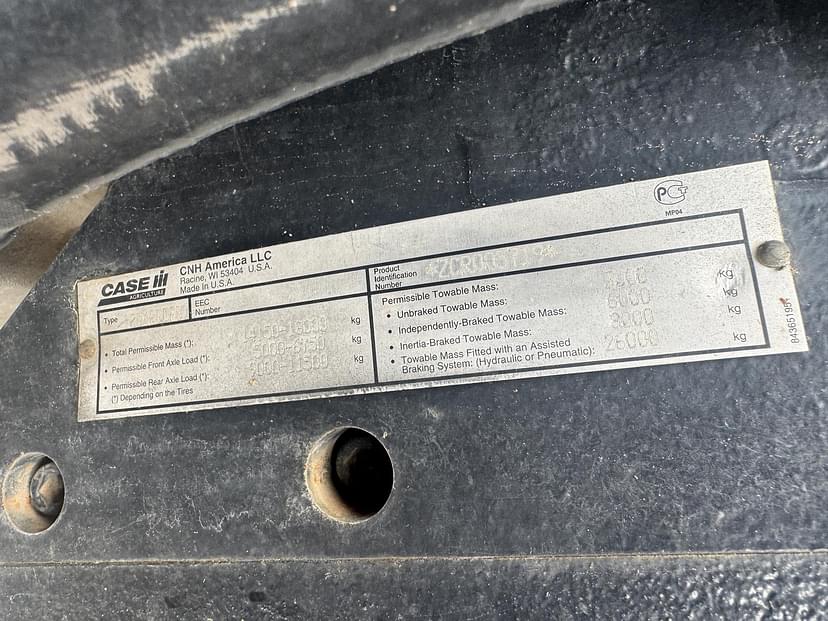 CASE IH
AGRICULTURE
CNH America LLC
Racine, WI 53404 U.S.A.
Made in U.S.A.
MP04
Type
EEC
Number
Product
Identification
Number
• Total Permissible Mass (*): kg
• Permissible Front Axle Load (*): kg
• Permissible Rear Axle Load (*): kg
(*) Depending on the Tires
Permissible Towable Mass:
• Unbraked Towable Mass: kg
• Independently-Braked Towable Mass: 6000 kg
• Inertia-Braked Towable Mass: kg
• Towable Mass Fitted with an Assisted
Braking System: (Hydraulic or Pneumatic): 26000
84365195